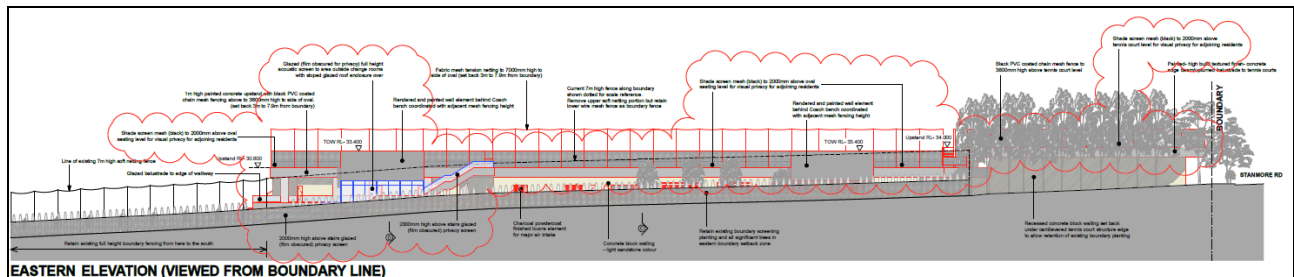 Glazed (film obscured for privacy) full height
acoustic screen to area outside change rooms
with sloped glazed roof enclosure over
Fabric mesh tension netting to 7000mm high to
side of oval (set back 3m to 7.9m from boundary)
1m high painted concrete upstand with black PVC coated
chain mesh fencing above to 3600mm high to side of oval.
(set back 3m to 7.9m from boundary)
Rendered and painted wall element behind Coach
bench coordinated with adjacent mesh fencing height
Current 7m high fence along boundary
shown dotted for scale reference.
Remove upper soft netting portion but retain
lower wire mesh fence as boundary fence
Shade screen mesh (black) to 2000mm above oval
seating level for visual privacy for adjoining residents
Rendered and painted wall element
behind Coach bench coordinated
with adjacent mesh fencing height
Black PVC coated chain mesh fence to
3600mm high above tennis court level
Shade screen mesh (black) to 2000mm above
tennis court level for visual privacy for adjoining residents
Painted- high build textured finish- concrete
BOUNDARY
Shade screen mesh (black) to 2000mm above oval
seating level for visual privacy for adjoining residents
Line of existing 7m high soft netting fence
Upstand RL- 30.600
Glazed balustrade to edge of walkway
TOW RL- 33.400
TOW RL- 33.400
Upstand RL- 34.000
STANMORE RD
2000mm high above stairs glazed
(film obscured) privacy screen
2000mm high above stairs glazed
(film obscured) privacy screen
Charcoal powdercoat
finished louvre element
for major air intake
Concrete block walling
- light sandstone colour
Retain existing boundary screening
planting and all significant trees in
eastern boundary setback zone
Recessed concrete block walling set back
under cantilevered tennis court structure edge
to allow retention of existing boundary planting
Retain existing full height boundary fencing from here to the south
EASTERN ELEVATION (VIEWED FROM BOUNDARY LINE)